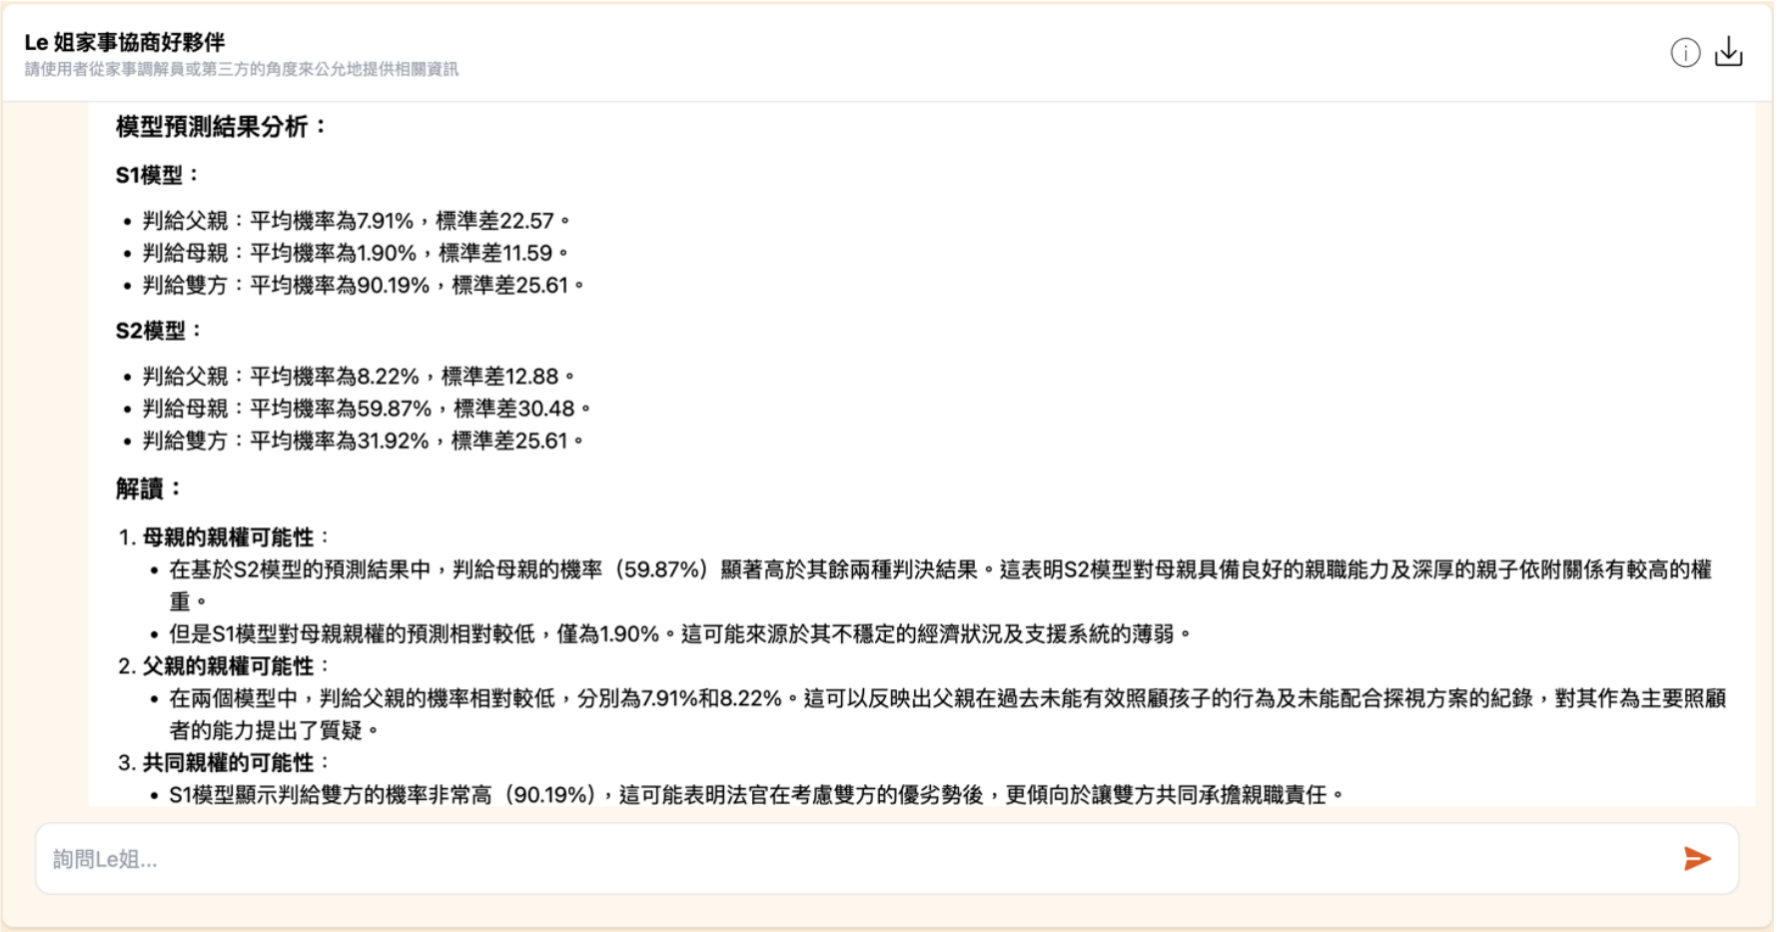 Le 姐家事協商好夥伴
請使用者從家事調解員或第三方的角度來公允地提供相關資訊
模型預測結果分析：
S1模型：
• 判給父親：平均機率為7.91%，標準差22.57。
• 判給母親：平均機率為1.90%，標準差11.59。
• 判給雙方：平均機率為90.19%，標準差25.61。
S2模型：
• 判給父親：平均機率為8.22%，標準差12.88。
• 判給母親：平均機率為59.87%，標準差30.48。
• 判給雙方：平均機率為31.92%，標準差25.61。
解讀：
1. 母親的親權可能性：
• 在基於S2模型的預測結果中，判給母親的機率（59.87%）顯著高於其餘兩種判決結果。這表明S2模型對母親具備良好的親職能力及深厚的親子依附關係有較高的權
重。
• 但是S1模型對母親親權的預測相對較低，僅為1.90%。這可能來源於其不穩定的經濟狀況及支援系統的薄弱。
2. 父親的親權可能性：
• 在兩個模型中，判給父親的機率相對較低，分別為7.91%和8.22%。這可以反映出父親在過去未能有效照顧孩子的行為及未能配合探視方案的紀錄，對其作為主要照顧
者的能力提出了質疑。
3. 共同親權的可能性：
• S1模型顯示判給雙方的機率非常高（90.19%），這可能表明法官在考慮雙方的優劣勢後，更傾向於讓雙方共同承擔親職責任。
詢問Le姐...